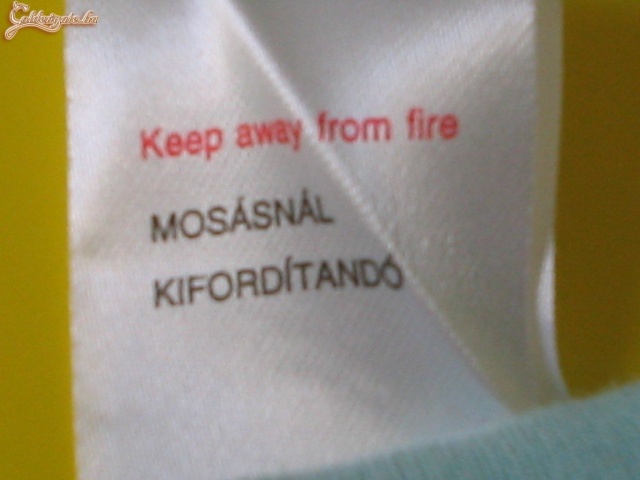 Keep away from fire
MOSÁSNÁL
KIFORDÍTANDÓ